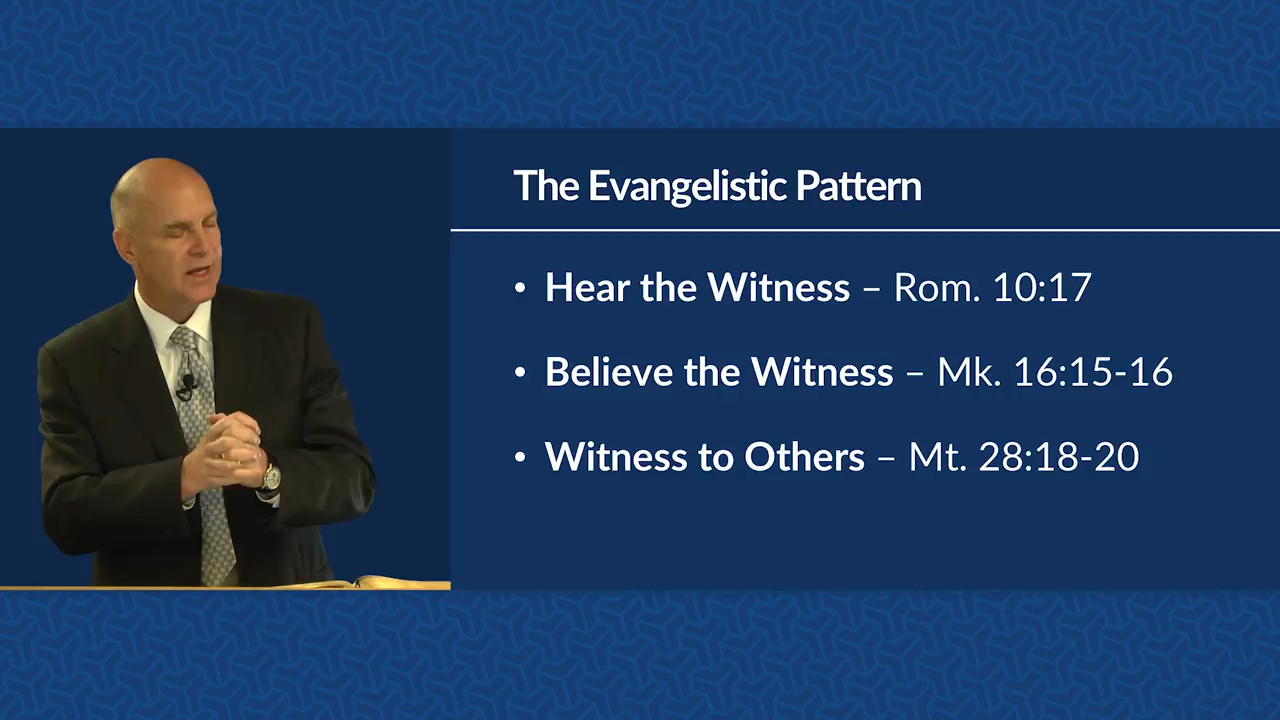 The Evangelistic Pattern
• Hear the Witness – Rom. 10:17
• Believe the Witness – Mk. 16:15-16
• Witness to Others – Mt. 28:18-20